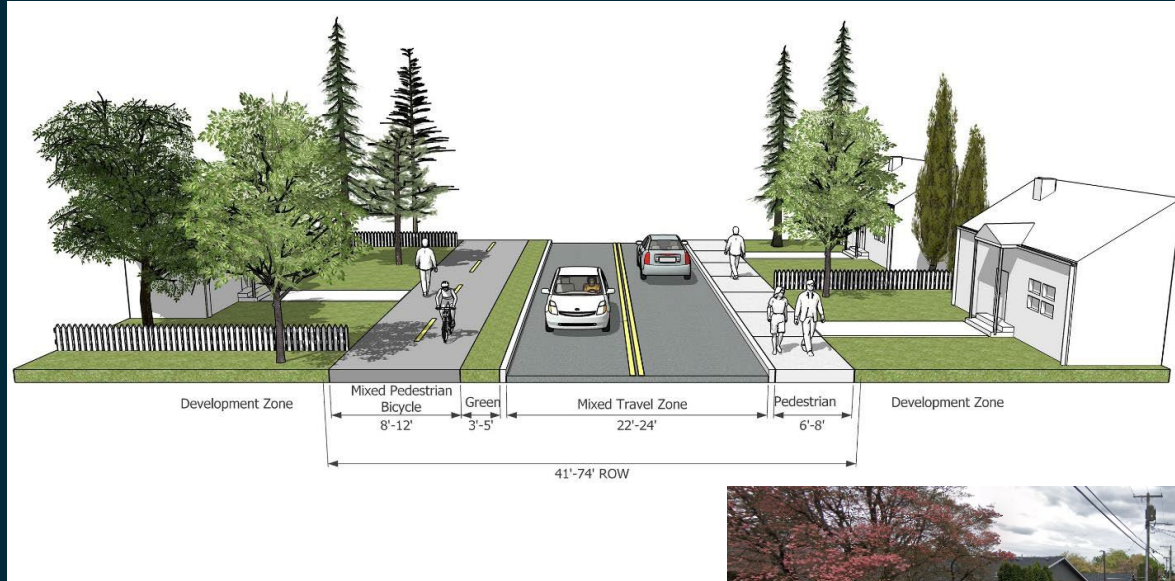 Development Zone
Mixed Pedestrian
Bicycle
8'-12'
Green
3'-5'
Mixed Travel Zone
22'-24'
Pedestrian
6'-8'
Development Zone
41'-74' ROW